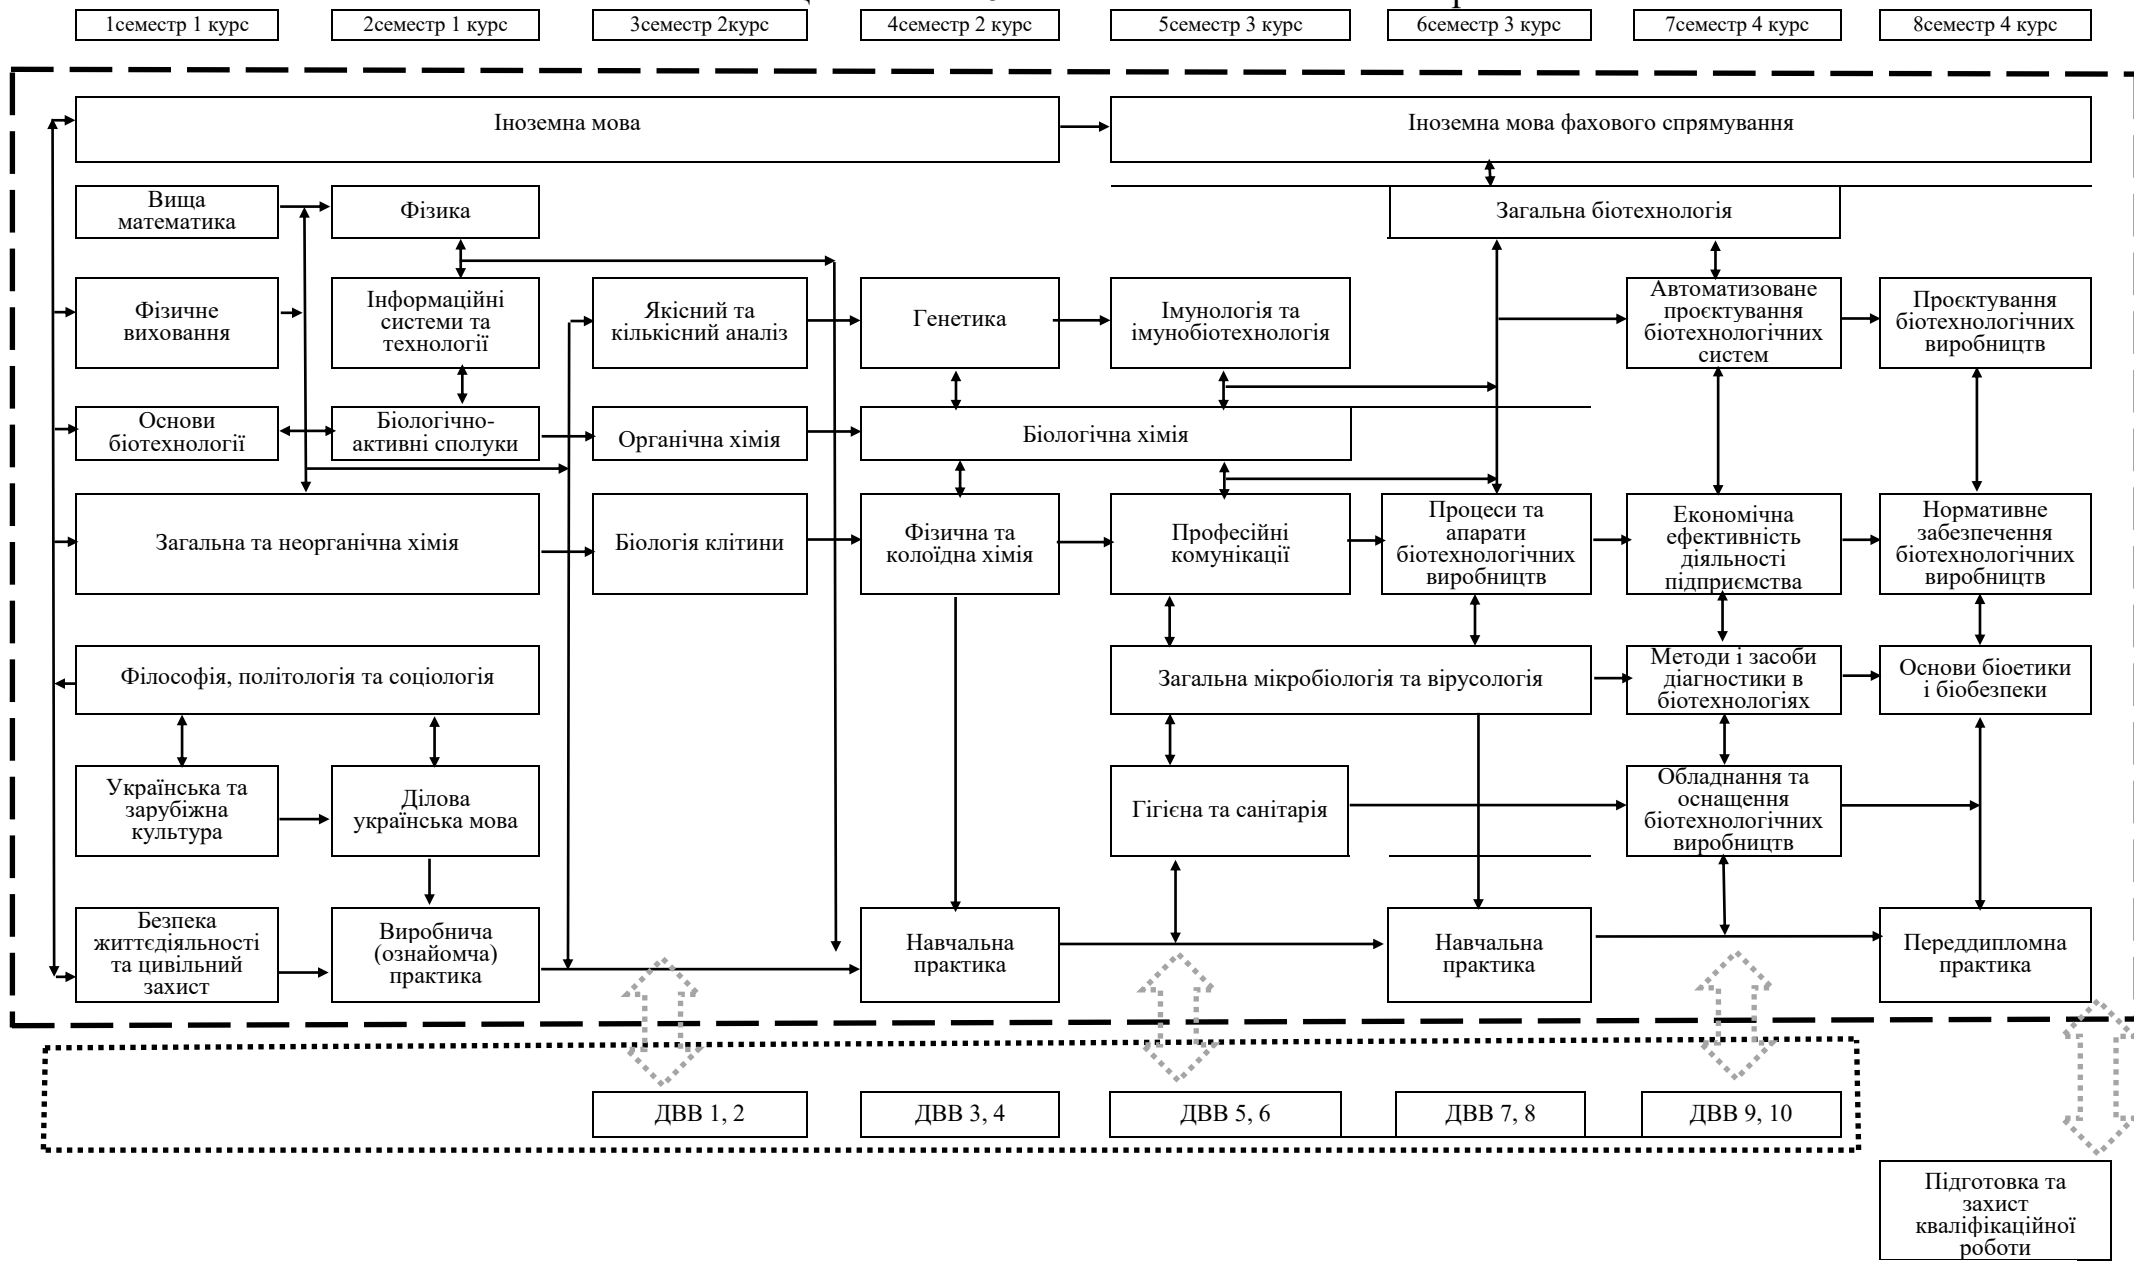 1семестр 1 курс
2семестр 1 курс
3семестр 2курс
4семестр 2 курс
5семестр 3 курс
6семестр 3 курс
7семестр 4 курс
8семестр 4 курс
Іноземна мова
Іноземна мова фахового спрямування
Вища
математика
Фізика
Загальна біотехнологія
Фізичне
виховання
Інформаційні
системи та
технології
Якісний та
кількісний аналіз
Генетика
Імунологія та
імунобіотехнологія
Автоматизоване
проєктування
біотехнологічних
систем
Проєктування
біотехнологічних
виробництв
Основи
біотехнології
Біологічно-
активні сполуки
Органічна хімія
Біологічна хімія
Загальна та неорганічна хімія
Біологія клітини
Фізична та
колоїдна хімія
Професійні
комунікації
Процеси та
апарати
біотехнологічних
виробництв
Економічна
ефективність
діяльності
підприємства
Нормативне
забезпечення
біотехнологічних
виробництв
Філософія, політологія та соціологія
Загальна мікробіологія та вірусологія
Методи і засоби
діагностики в
біотехнологіях
Основи біоетики
і біобезпеки
Українська та
зарубіжна
культура
Ділова
українська мова
Гігієна та санітарія
Обладнання та
оснащення
біотехнологічних
виробництв
Безпека
життєдіяльності
та цивільний
захист
Виробнича
(ознайомча)
практика
Навчальна
практика
Навчальна
практика
Переддипломна
практика
ДВВ 1, 2
ДВВ 3, 4
ДВВ 5, 6
ДВВ 7, 8
ДВВ 9, 10
Підготовка та
захист
кваліфікаційної
роботи